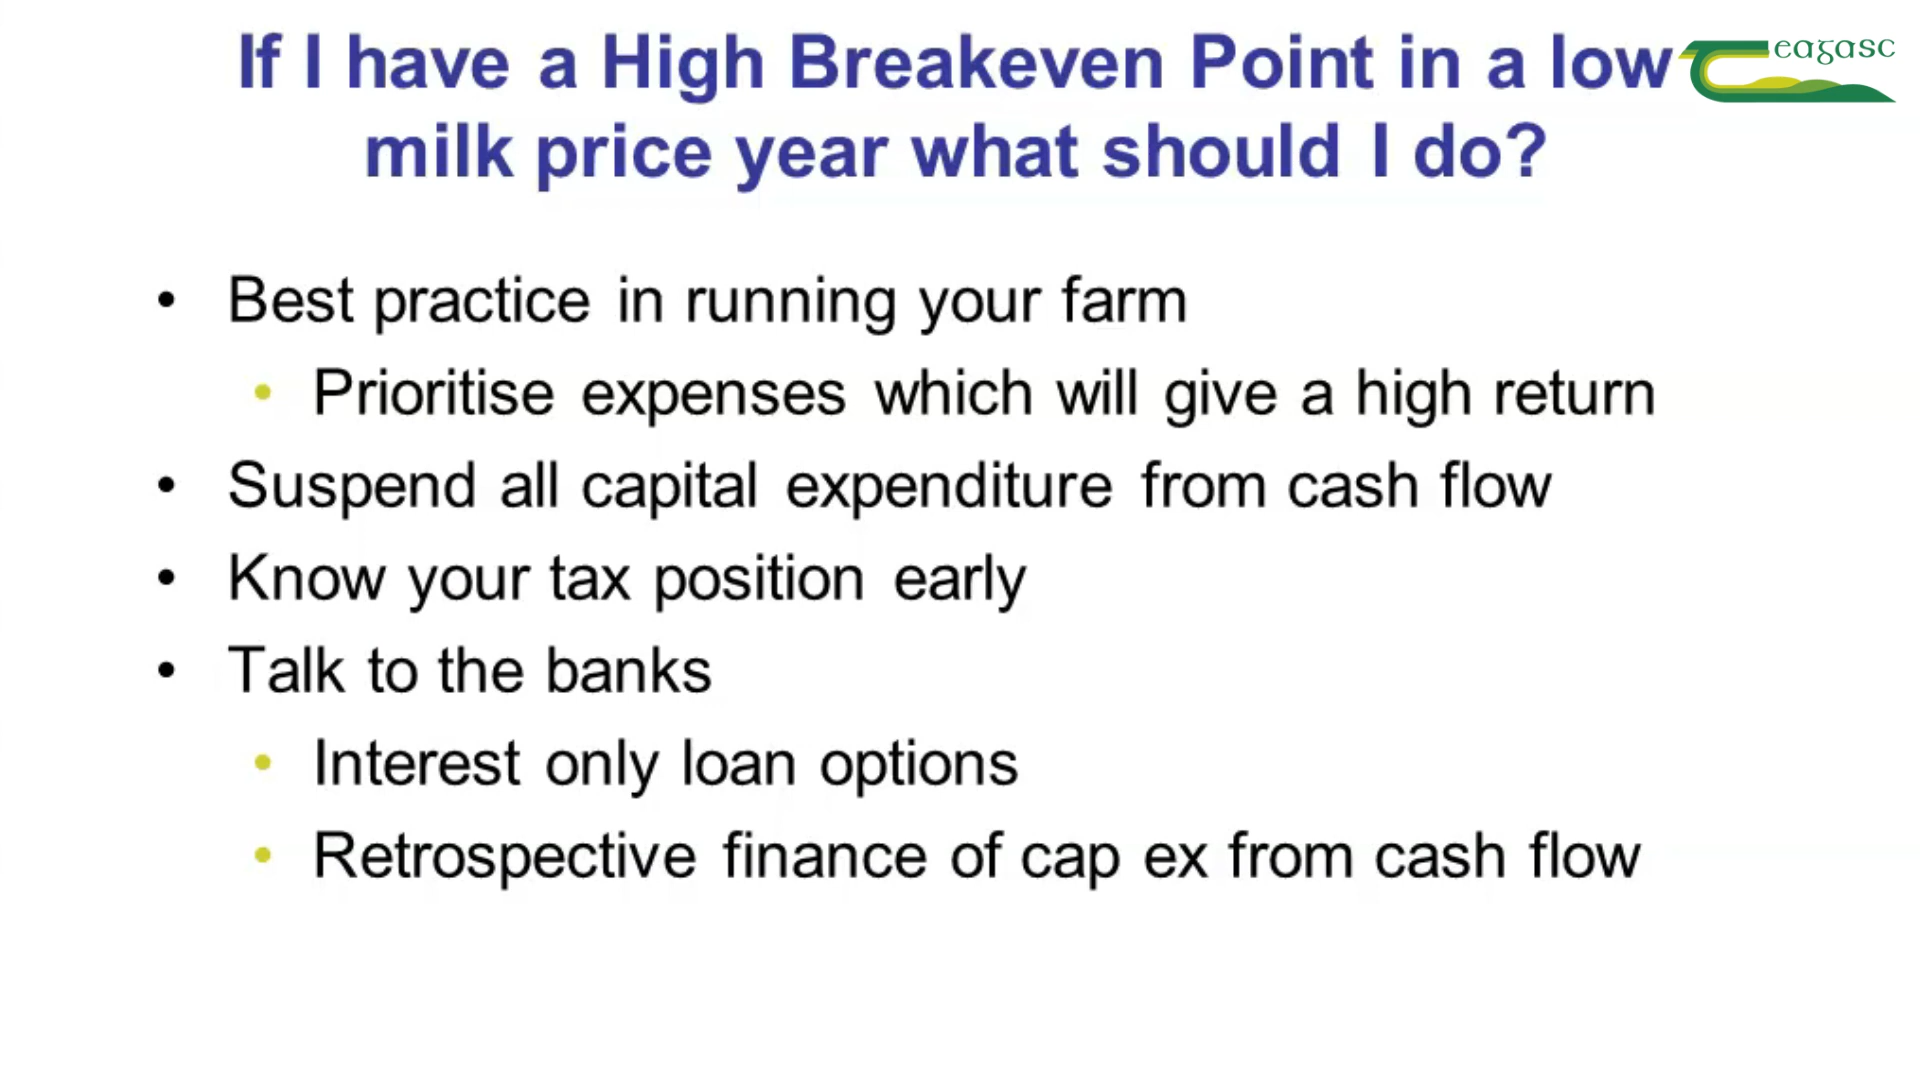 If I have a High Breakeven Point in a low
milk price year what should I do?
Teagasc
• Best practice in running your farm
• Prioritise expenses which will give a high return
• Suspend all capital expenditure from cash flow
• Know your tax position early
• Talk to the banks
• Interest only loan options
• Retrospective finance of cap ex from cash flow